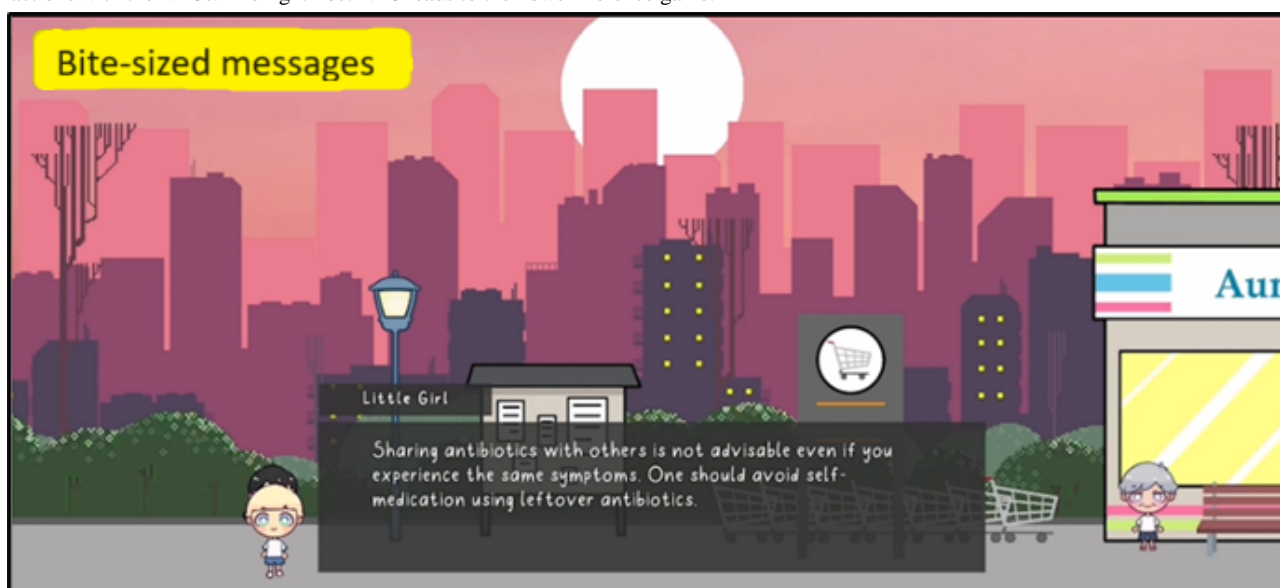 Bite-sized messages
Aur
Little Girl
Sharing antibiotics with others is not advisable even if you
experience the same symptoms. One should avoid self-
medication using leftover antibiotics.